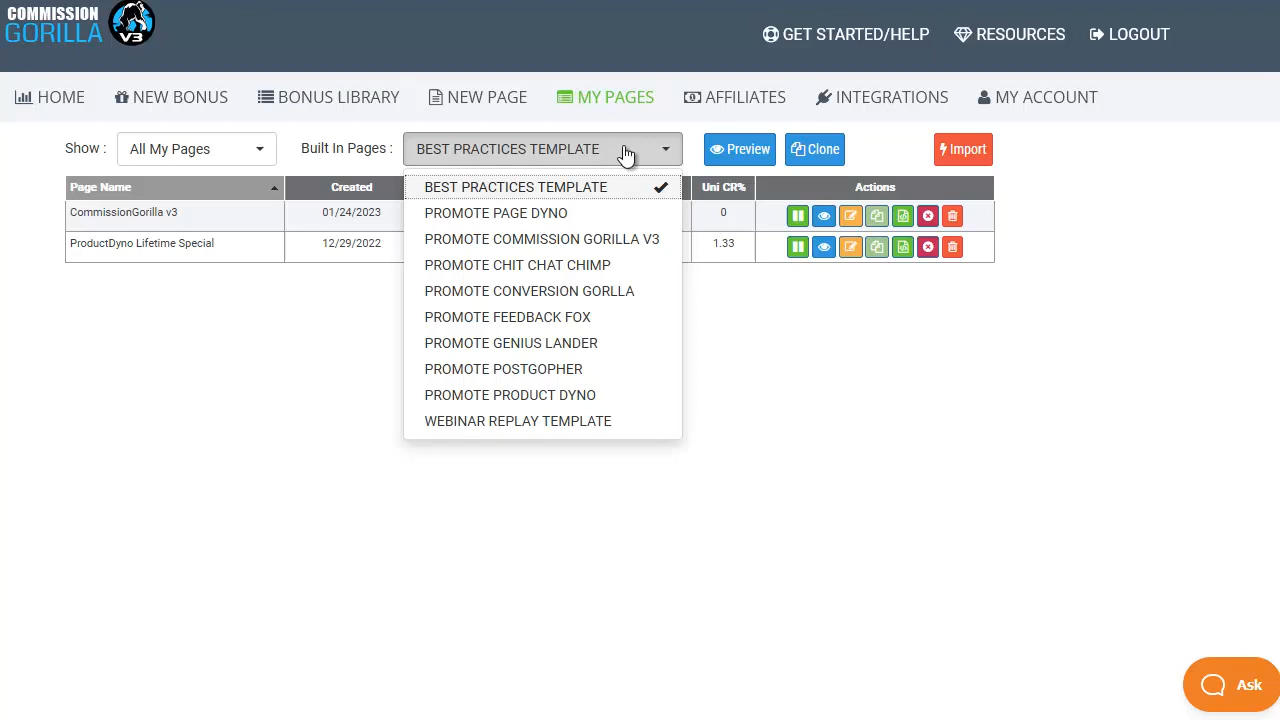 COMMISSION
GORILLA
V3
GET STARTED/HELP RESOURCES LOGOUT
HOME NEW BONUS BONUS LIBRARY NEW PAGE MY PAGES AFFILIATES INTEGRATIONS MY ACCOUNT
Show : All My Pages Built In Pages : BEST PRACTICES TEMPLATE Preview Clone Import
Page Name Created Uni CR% Actions
CommissionGorilla v3 01/24/2023 0
ProductDyno Lifetime Special 12/29/2022 1.33
BEST PRACTICES TEMPLATE
PROMOTE PAGE DYNO
PROMOTE COMMISSION GORILLA V3
PROMOTE CHIT CHAT CHIMP
PROMOTE CONVERSION GORLLA
PROMOTE FEEDBACK FOX
PROMOTE GENIUS LANDER
PROMOTE POSTGOPHER
PROMOTE PRODUCT DYNO
WEBINAR REPLAY TEMPLATE
Ask